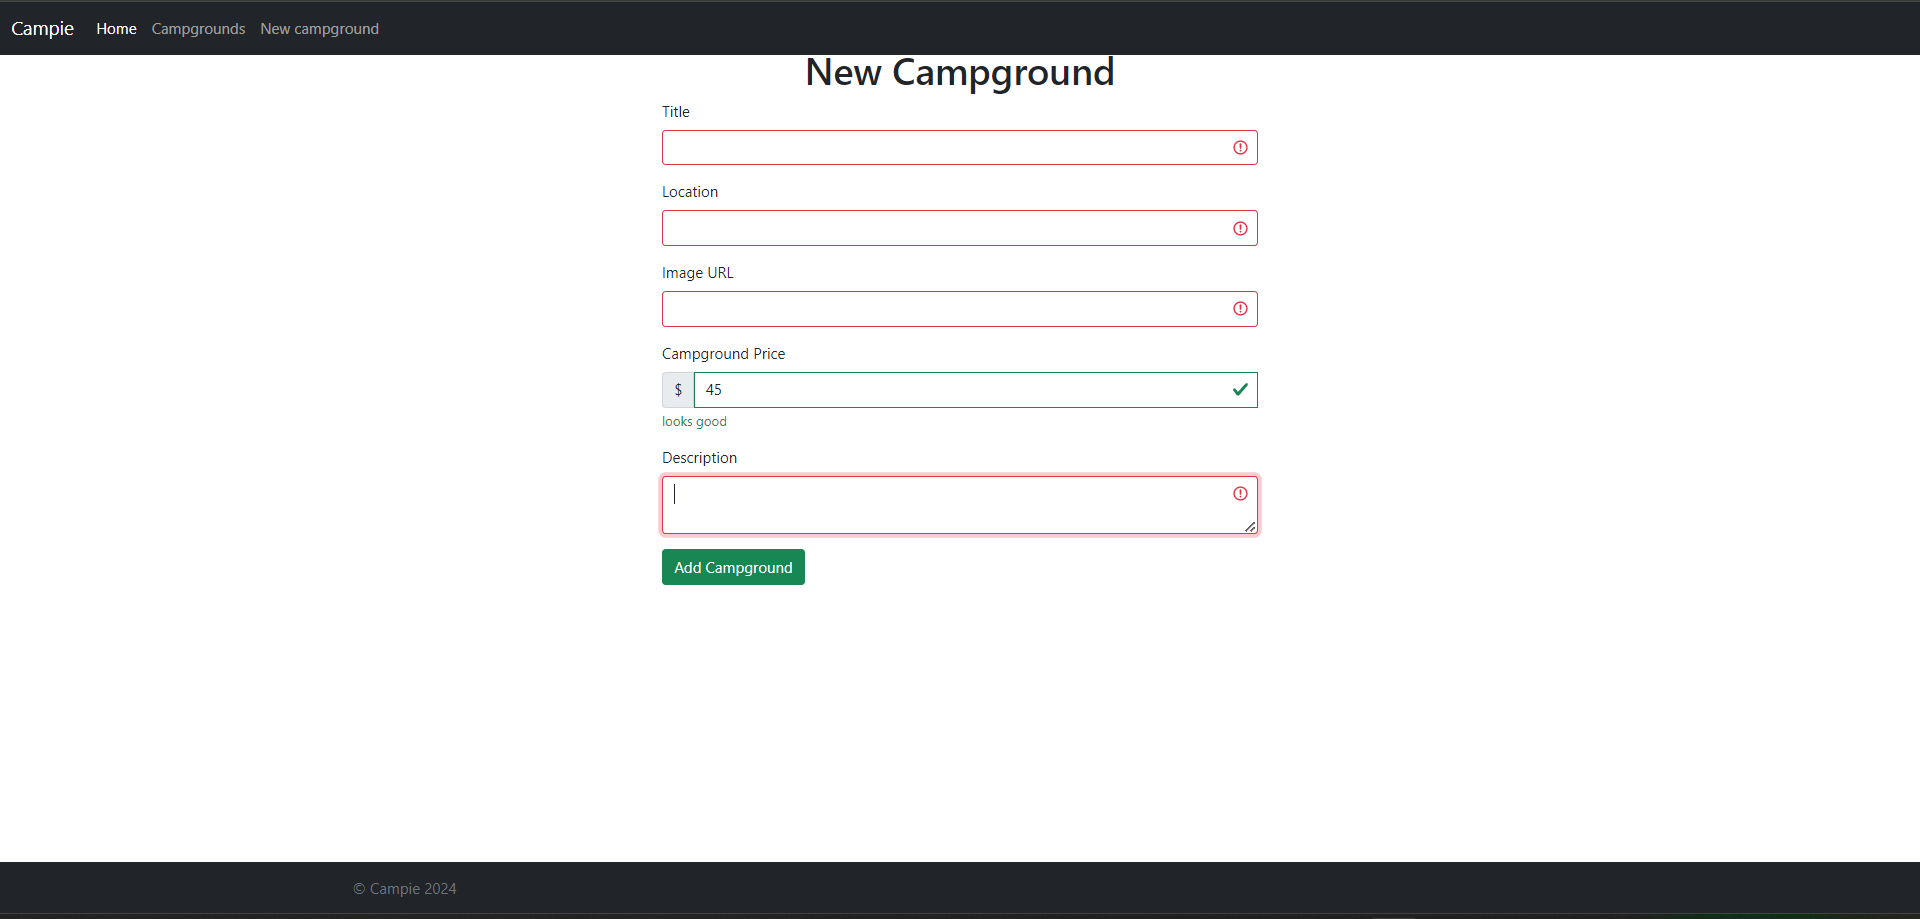 Campie Home Campgrounds New campground
New Campground
Title
Location
Image URL
Campground Price
$ 45
looks good
Description
Add Campground
© Campie 2024